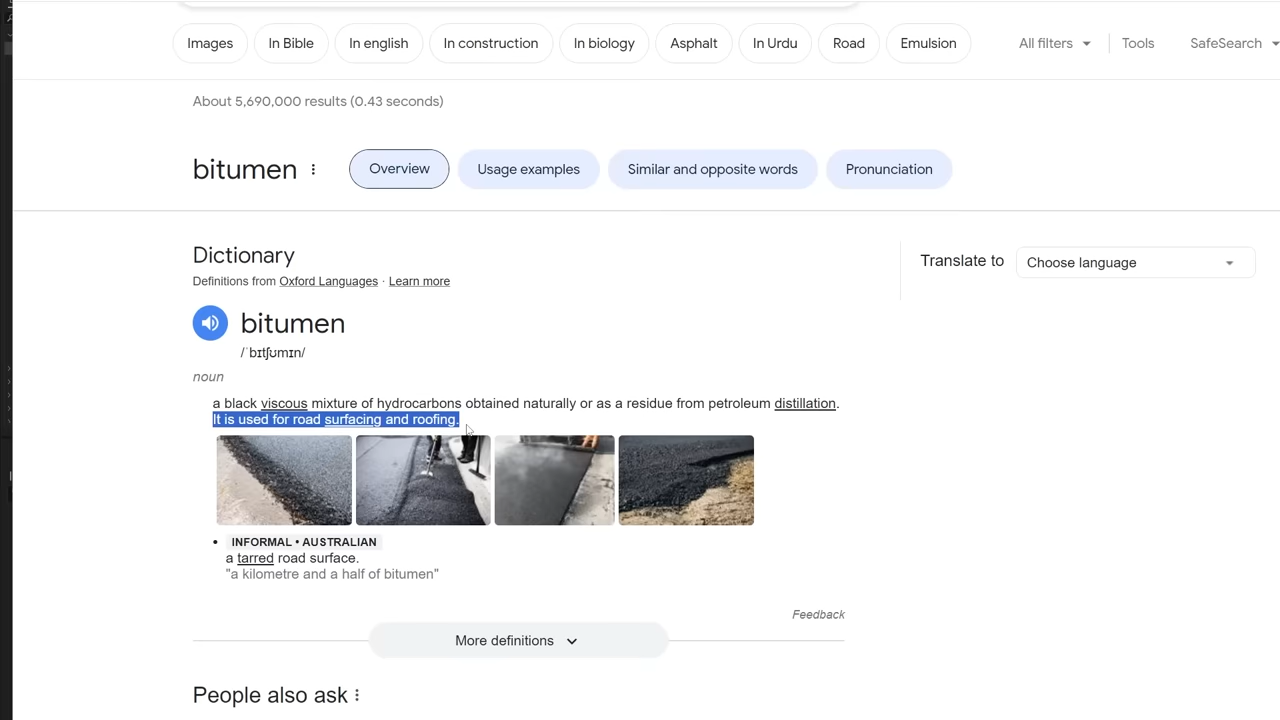 Images In Bible In english In construction In biology Asphalt In Urdu Road Emulsion All filters Tools SafeSearch
About 5,690,000 results (0.43 seconds)
bitumen Overview Usage examples Similar and opposite words Pronunciation
Dictionary
Translate to Choose language
Definitions from Oxford Languages · Learn more
bitumen
/ˈbɪtʃʊmɪn/
noun
a black viscous mixture of hydrocarbons obtained naturally or as a residue from petroleum distillation.
It is used for road surfacing and roofing.
• INFORMAL • AUSTRALIAN
a tarred road surface.
"a kilometre and a half of bitumen"
Feedback
More definitions
People also ask